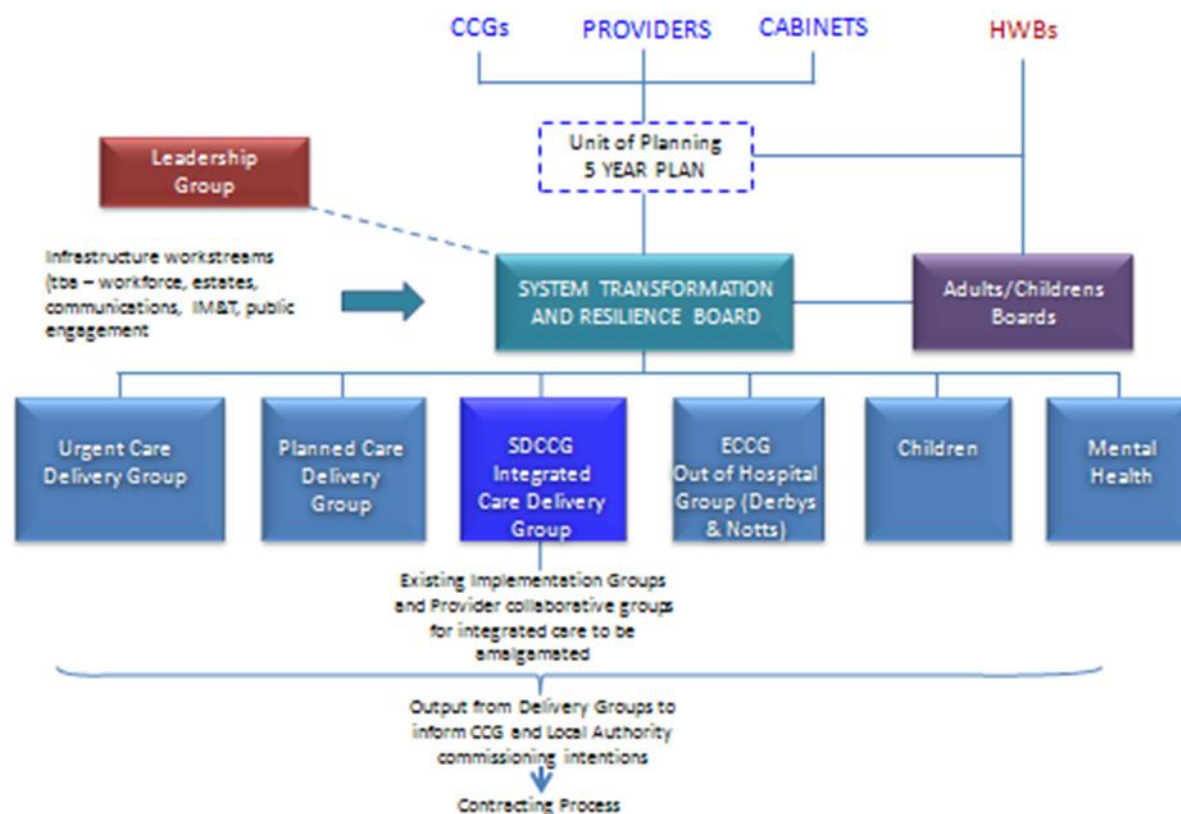 CCGs
PROVIDERS
CABINETS
HWBs
Unit of Planning
5 YEAR PLAN
Leadership
Group
Infrastructure workstreams
(tba – workforce, estates,
communications, IM&T, public
engagement
SYSTEM TRANSFORMATION
AND RESILIENCE BOARD
Adults/Childrens
Boards
Urgent Care
Delivery Group
Planned Care
Delivery
Group
SDCCG
Integrated
Care Delivery
Group
ECCG
Out of Hospital
Group (Derbys
& Notts)
Children
Mental
Health
Existing Implementation Groups
and Provider collaborative groups
for integrated care to be
amalgamated
Output from Delivery Groups to
inform CCG and Local Authority
commissioning intentions
Contracting Process